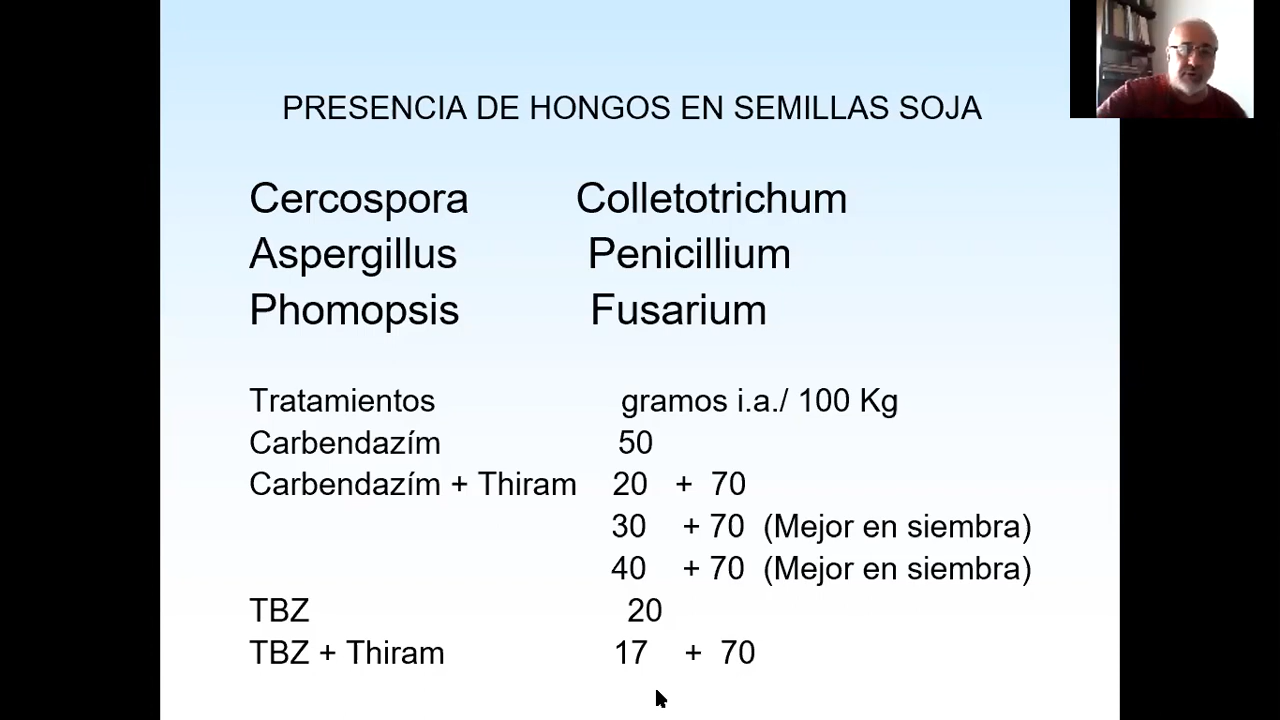 PRESENCIA DE HONGOS EN SEMILLAS SOJA
Cercospora Colletotrichum
Aspergillus Penicillium
Phomopsis Fusarium
Tratamientos gramos i.a./ 100 Kg
Carbendazím 50
Carbendazím + Thiram 20 + 70
30 + 70 (Mejor en siembra)
40 + 70 (Mejor en siembra)
TBZ 20
TBZ + Thiram 17 + 70